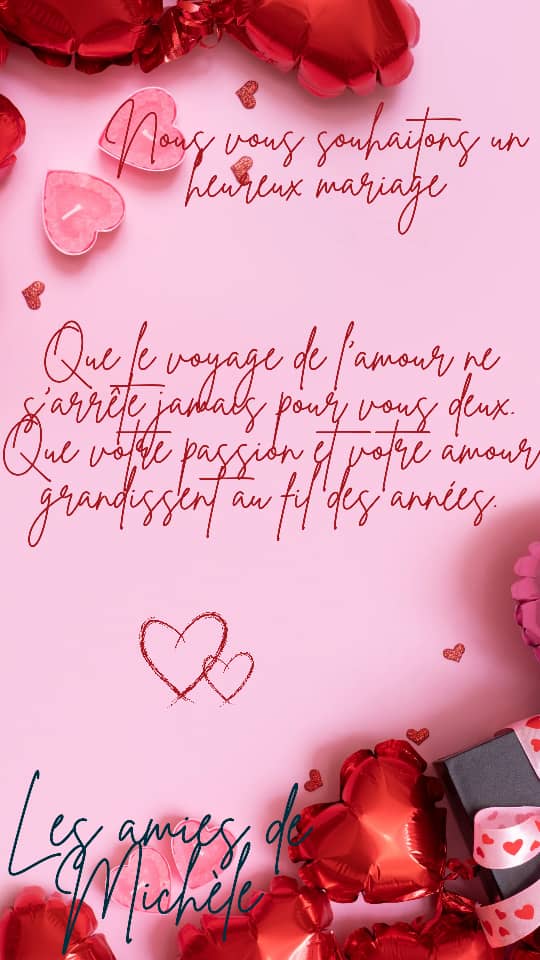 Nous vous souhaitons un
heureux mariage
Que le voyage de l'amour ne
s'arrête jamais pour vous deux.
Que votre passion et votre amour
grandissent au fil des années.
Les amies de
Michèle